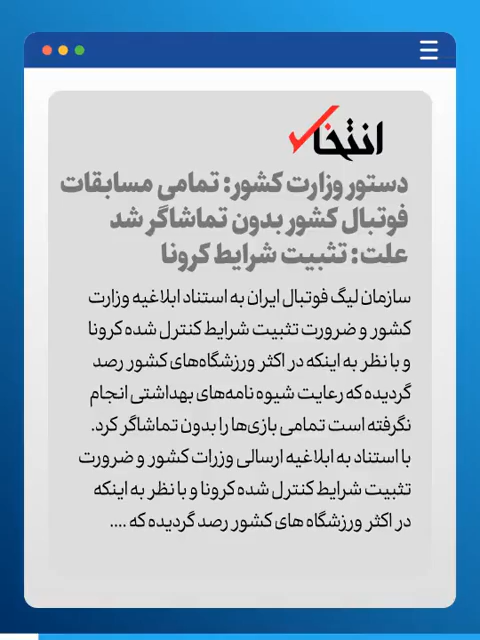 انتخاب
دستور وزارت کشور: تمامی مسابقات
فوتبال کشور بدون تماشاگر شد
علت: تثبیت شرایط کرونا
سازمان لیگ فوتبال ایران به استناد ابلاغیه وزارت
کشور و ضرورت تثبیت شرایط کنترل شده کرونا
و با نظر به اینکه در اکثر ورزشگاه‌های کشور رصد
گردیده که رعایت شیوه نامه‌های بهداشتی انجام
نگرفته است تمامی بازی‌ها را بدون تماشاگر کرد.
با استناد به ابلاغیه ارسالی وزرات کشور و ضرورت
تثبیت شرایط کنترل شده کرونا و با نظر به اینکه
در اکثر ورزشگاه های کشور رصد گردیده که ....